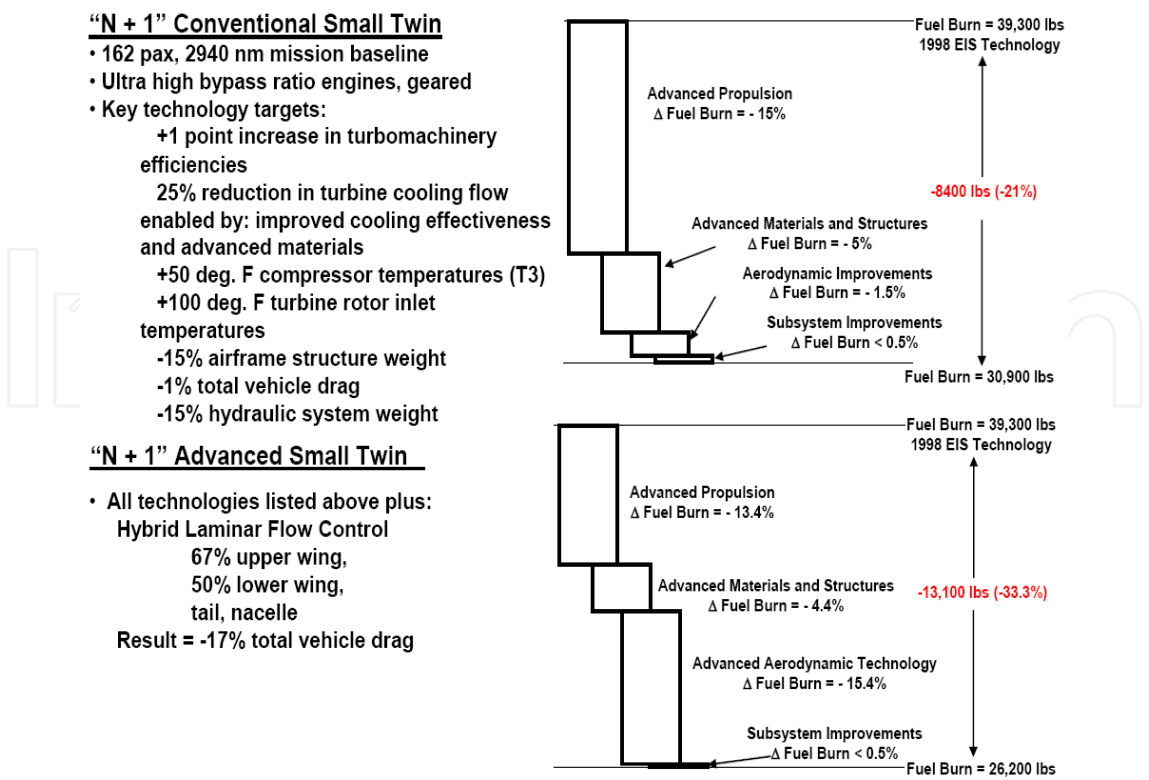 “N + 1” Conventional Small Twin
• 162 pax, 2940 nm mission baseline
• Ultra high bypass ratio engines, geared
• Key technology targets:
+1 point increase in turbomachinery
efficiencies
25% reduction in turbine cooling flow
enabled by: improved cooling effectiveness
and advanced materials
+50 deg. F compressor temperatures (T3)
+100 deg. F turbine rotor inlet
temperatures
-15% airframe structure weight
-1% total vehicle drag
-15% hydraulic system weight
“N + 1” Advanced Small Twin
• All technologies listed above plus:
Hybrid Laminar Flow Control
67% upper wing,
50% lower wing,
tail, nacelle
Result = -17% total vehicle drag
Fuel Burn = 39,300 lbs
1998 EIS Technology
Advanced Propulsion
Δ Fuel Burn = - 15%
-8400 lbs (-21%)
Advanced Materials and Structures
Δ Fuel Burn = - 5%
Aerodynamic Improvements
Δ Fuel Burn = - 1.5%
Subsystem Improvements
Δ Fuel Burn < 0.5%
Fuel Burn = 30,900 lbs
Fuel Burn = 39,300 lbs
1998 EIS Technology
Advanced Propulsion
Δ Fuel Burn = - 13.4%
Advanced Materials and Structures
Δ Fuel Burn = - 4.4%
-13,100 lbs (-33.3%)
Advanced Aerodynamic Technology
Δ Fuel Burn = - 15.4%
Subsystem Improvements
Δ Fuel Burn < 0.5%
Fuel Burn = 26,200 lbs